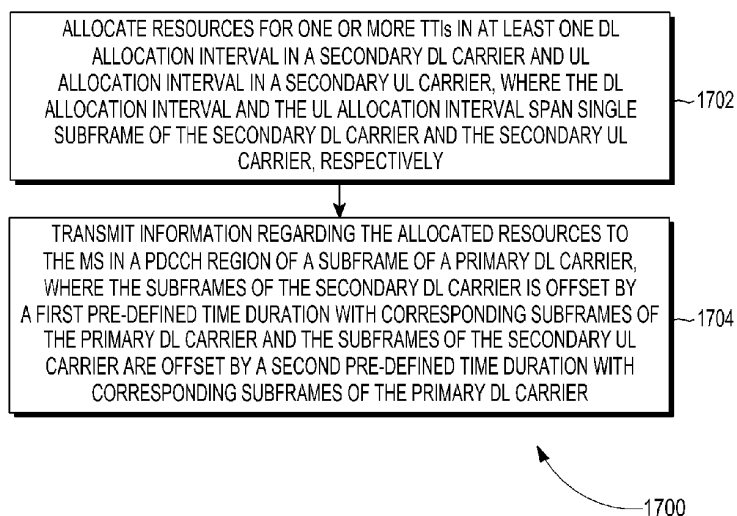 ALLOCATE RESOURCES FOR ONE OR MORE TTIs IN AT LEAST ONE DL
ALLOCATION INTERVAL IN A SECONDARY DL CARRIER AND UL
ALLOCATION INTERVAL IN A SECONDARY UL CARRIER, WHERE THE DL
ALLOCATION INTERVAL AND THE UL ALLOCATION INTERVAL SPAN SINGLE
SUBFRAME OF THE SECONDARY DL CARRIER AND THE SECONDARY UL
CARRIER, RESPECTIVELY
1702
TRANSMIT INFORMATION REGARDING THE ALLOCATED RESOURCES TO
THE MS IN A PDCCH REGION OF A SUBFRAME OF A PRIMARY DL CARRIER,
WHERE THE SUBFRAMES OF THE SECONDARY DL CARRIER IS OFFSET BY
A FIRST PRE-DEFINED TIME DURATION WITH CORRESPONDING SUBFRAMES OF
THE PRIMARY DL CARRIER AND THE SUBFRAMES OF THE SECONDARY UL
CARRIER ARE OFFSET BY A SECOND PRE-DEFINED TIME DURATION WITH
CORRESPONDING SUBFRAMES OF THE PRIMARY DL CARRIER
1704
1700